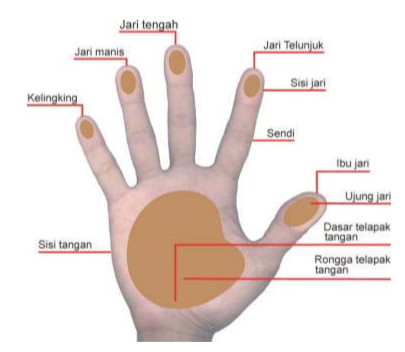 Jari tengah
Jari manis
Jari Telunjuk
Sisi jari
Kelingking
Sendi
Ibu jari
Ujung jari
Dasar telapak
tangan
Sisi tangan
Rongga telapak
tangan